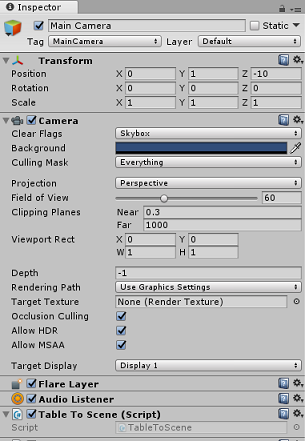 Inspector
Main Camera Static
Tag MainCamera Layer Default
Transform
Position X 0 Y 1 Z -10
Rotation X 0 Y 0 Z 0
Scale X 1 Y 1 Z 1
Camera
Clear Flags Skybox
Background
Culling Mask Everything
Projection Perspective
Field of View 60
Clipping Planes Near 0.3
Far 1000
Viewport Rect X 0 Y 0
W 1 H 1
Depth -1
Rendering Path Use Graphics Settings
Target Texture None (Render Texture)
Occlusion Culling
Allow HDR
Allow MSAA
Target Display Display 1
Flare Layer
Audio Listener
Table To Scene (Script)
Script TableToScene